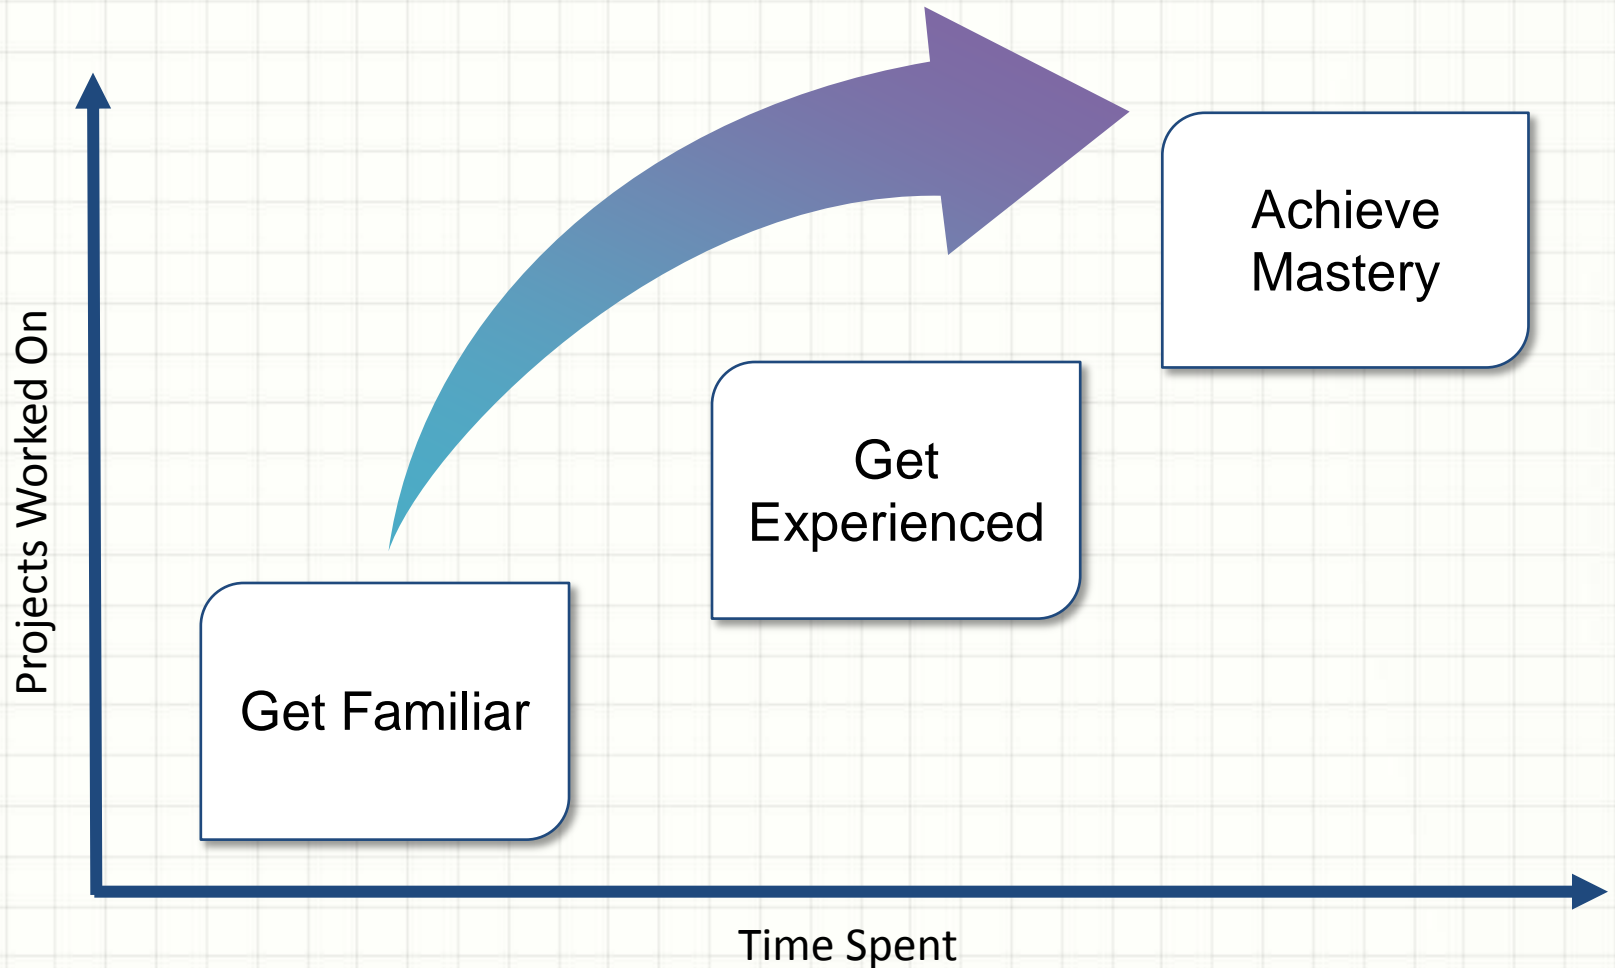 Projects Worked On
Achieve
Mastery
Get
Experienced
Get Familiar
Time Spent